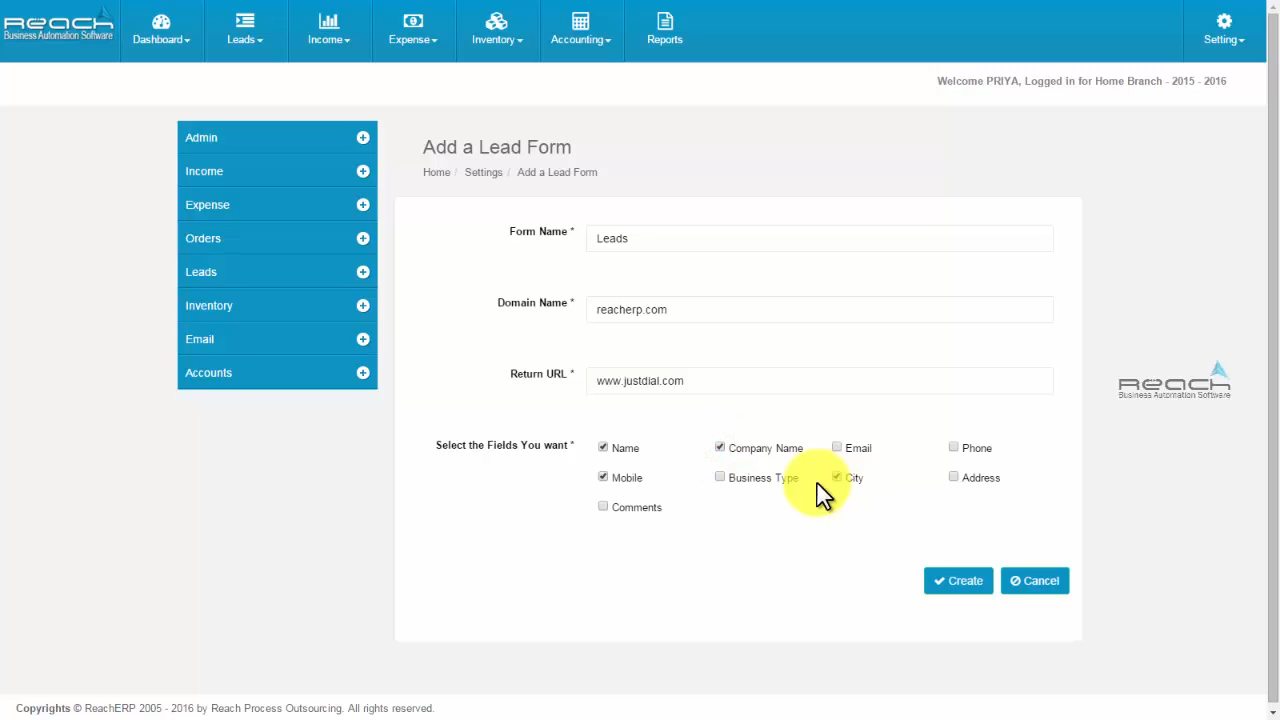 REACH
Business Automation Software
Dashboard
Leads
Income
Expense
Inventory
Accounting
Reports
Setting
Welcome PRIYA, Logged in for Home Branch - 2015 - 2016
Admin
Income
Expense
Orders
Leads
Inventory
Email
Accounts
Add a Lead Form
Home / Settings / Add a Lead Form
Form Name * Leads
Domain Name * reacherp.com
Return URL * www.justdial.com
Select the Fields You want * Name Company Name Email Phone
Mobile Business Type City Address
Comments
Create Cancel
REACH
Business Automation Software
Copyrights © ReachERP 2005 - 2016 by Reach Process Outsourcing. All rights reserved.